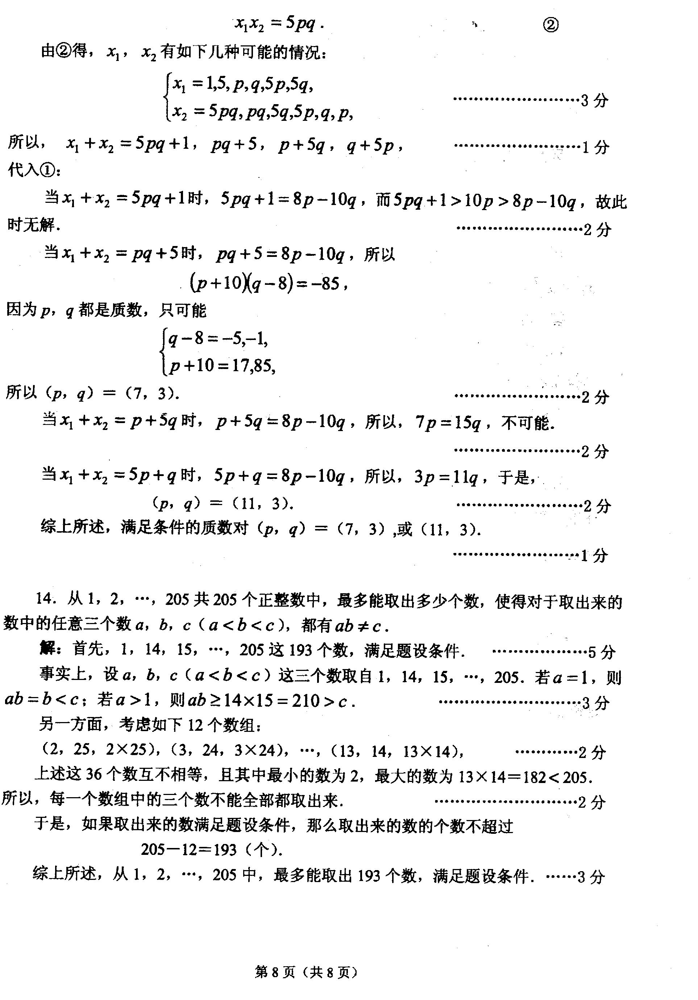 x₁x₂ = 5pq . ②
由②得， x₁， x₂ 有如下几种可能的情况：
{ x₁ = 1,5, p, q,5p,5q,
x₂ = 5pq, pq,5q,5p, q, p, ……………………3 分
所以， x₁ + x₂ = 5pq + 1， pq + 5， p + 5q， q + 5p， ……………………1 分
代入①：
当 x₁ + x₂ = 5pq + 1 时， 5pq + 1 = 8p − 10q， 而 5pq + 1 > 10p > 8p − 10q，故此
时无解． ……………………2 分
当 x₁ + x₂ = pq + 5 时， pq + 5 = 8p − 10q，所以
(p + 10)(q − 8) = −85，
因为 p， q 都是质数，只可能
{ q − 8 = −5,−1,
p + 10 = 17,85,
所以（p， q）＝（7，3）. ……………………2 分
当 x₁ + x₂ = p + 5q 时， p + 5q = 8p − 10q，所以， 7p = 15q，不可能．
……………………2 分
当 x₁ + x₂ = 5p + q 时， 5p + q = 8p − 10q，所以， 3p = 11q，于是，
（p， q）＝（11，3）. ……………………2 分
综上所述，满足条件的质数对（p， q）＝（7，3）,或（11，3）.
……………………1 分
14．从 1，2，…，205 共 205 个正整数中，最多能取出多少个数，使得对于取出来的
数中的任意三个数 a，b，c（a < b < c），都有 ab ≠ c．
解：首先，1，14，15，…，205 这 193 个数，满足题设条件． ………………5 分
事实上，设 a，b，c（a < b < c）这三个数取自 1，14，15，…，205．若 a = 1，则
ab = b < c；若 a > 1，则 ab ≥ 14×15 = 210 > c． ………………………3 分
另一方面，考虑如下 12 个数组：
（2，25，2×25），（3，24，3×24），…，（13，14，13×14）， …………2 分
上述这 36 个数互不相等，且其中最小的数为 2，最大的数为 13×14＝182＜205．
所以，每一个数组中的三个数不能全部都取出来． ………………………2 分
于是，如果取出来的数满足题设条件，那么取出来的数的个数不超过
205－12＝193（个）.
综上所述，从 1，2，…，205 中，最多能取出 193 个数，满足题设条件．……3 分
第 8 页（共 8 页）